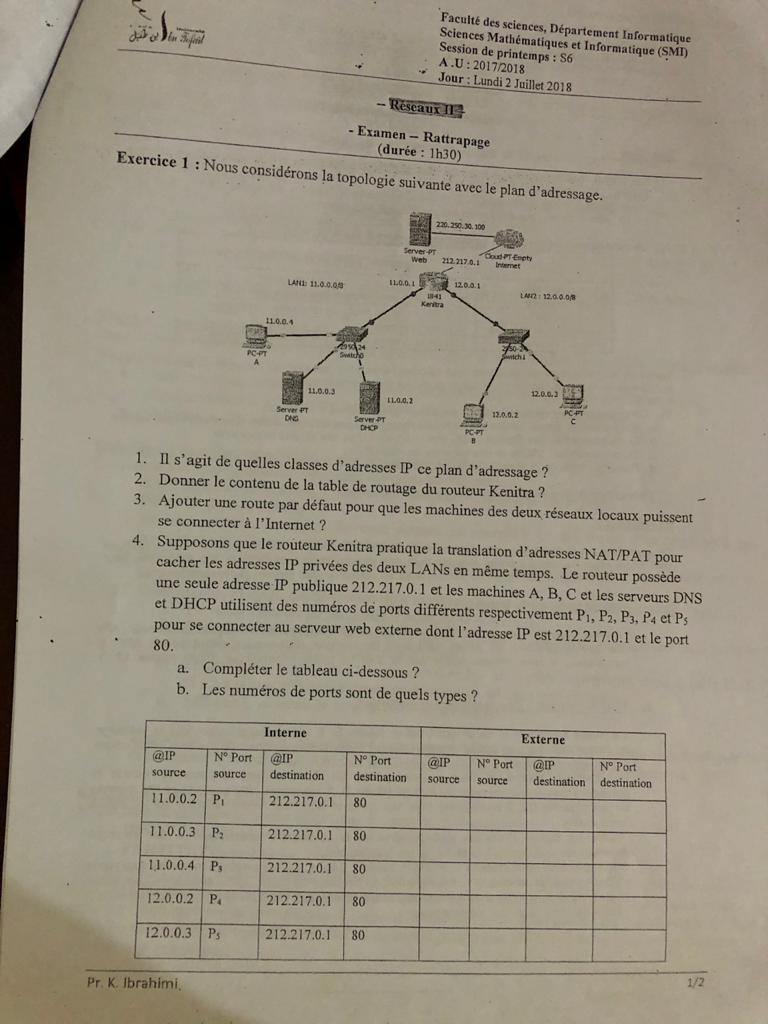 Ibn Tofail
Faculté des sciences, Département Informatique
Sciences Mathématiques et Informatique (SMI)
Session de printemps : S6
A .U : 2017/2018
Jour : Lundi 2 Juillet 2018
– Réseaux II –
- Examen – Rattrapage
(durée : 1h30)
Exercice 1 : Nous considérons la topologie suivante avec le plan d'adressage.
220.250.30.100
Server-PT
Web
Cloud-PT-Empty
Internet
212.217.0.1
LAN1: 11.0.0.0/8
11.0.0.1
12.0.0.1
1841
Kenitra
LAN2 : 12.0.0.0/8
11.0.0.4
PC-PT
A
2950-24
Switch0
2950-24
Switch1
11.0.0.3
Server-PT
DNS
11.0.0.2
Server-PT
DHCP
12.0.0.2
PC-PT
B
12.0.0.3
PC-PT
C
1. Il s'agit de quelles classes d'adresses IP ce plan d'adressage ?
2. Donner le contenu de la table de routage du routeur Kenitra ?
3. Ajouter une route par défaut pour que les machines des deux réseaux locaux puissent
se connecter à l'Internet ?
4. Supposons que le routeur Kenitra pratique la translation d'adresses NAT/PAT pour
cacher les adresses IP privées des deux LANs en même temps. Le routeur possède
une seule adresse IP publique 212.217.0.1 et les machines A, B, C et les serveurs DNS
et DHCP utilisent des numéros de ports différents respectivement P1, P2, P3, P4 et P5
pour se connecter au serveur web externe dont l'adresse IP est 212.217.0.1 et le port
80.
a. Compléter le tableau ci-dessous ?
b. Les numéros de ports sont de quels types ?
Interne Externe
@IP source N° Port source @IP destination N° Port destination @IP source N° Port source @IP destination N° Port destination
11.0.0.2 P1 212.217.0.1 80
11.0.0.3 P2 212.217.0.1 80
11.0.0.4 P3 212.217.0.1 80
12.0.0.2 P4 212.217.0.1 80
12.0.0.3 P5 212.217.0.1 80
Pr. K. Ibrahimi.
1/2